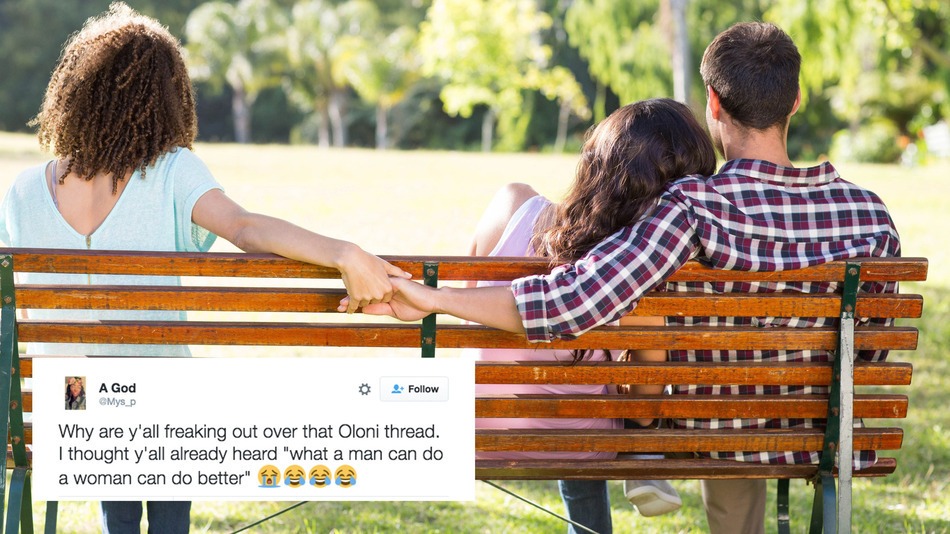 A God
@Mys_p
Follow
Why are y'all freaking out over that Oloni thread.
I thought y'all already heard "what a man can do
a woman can do better" 😭😂😂😂